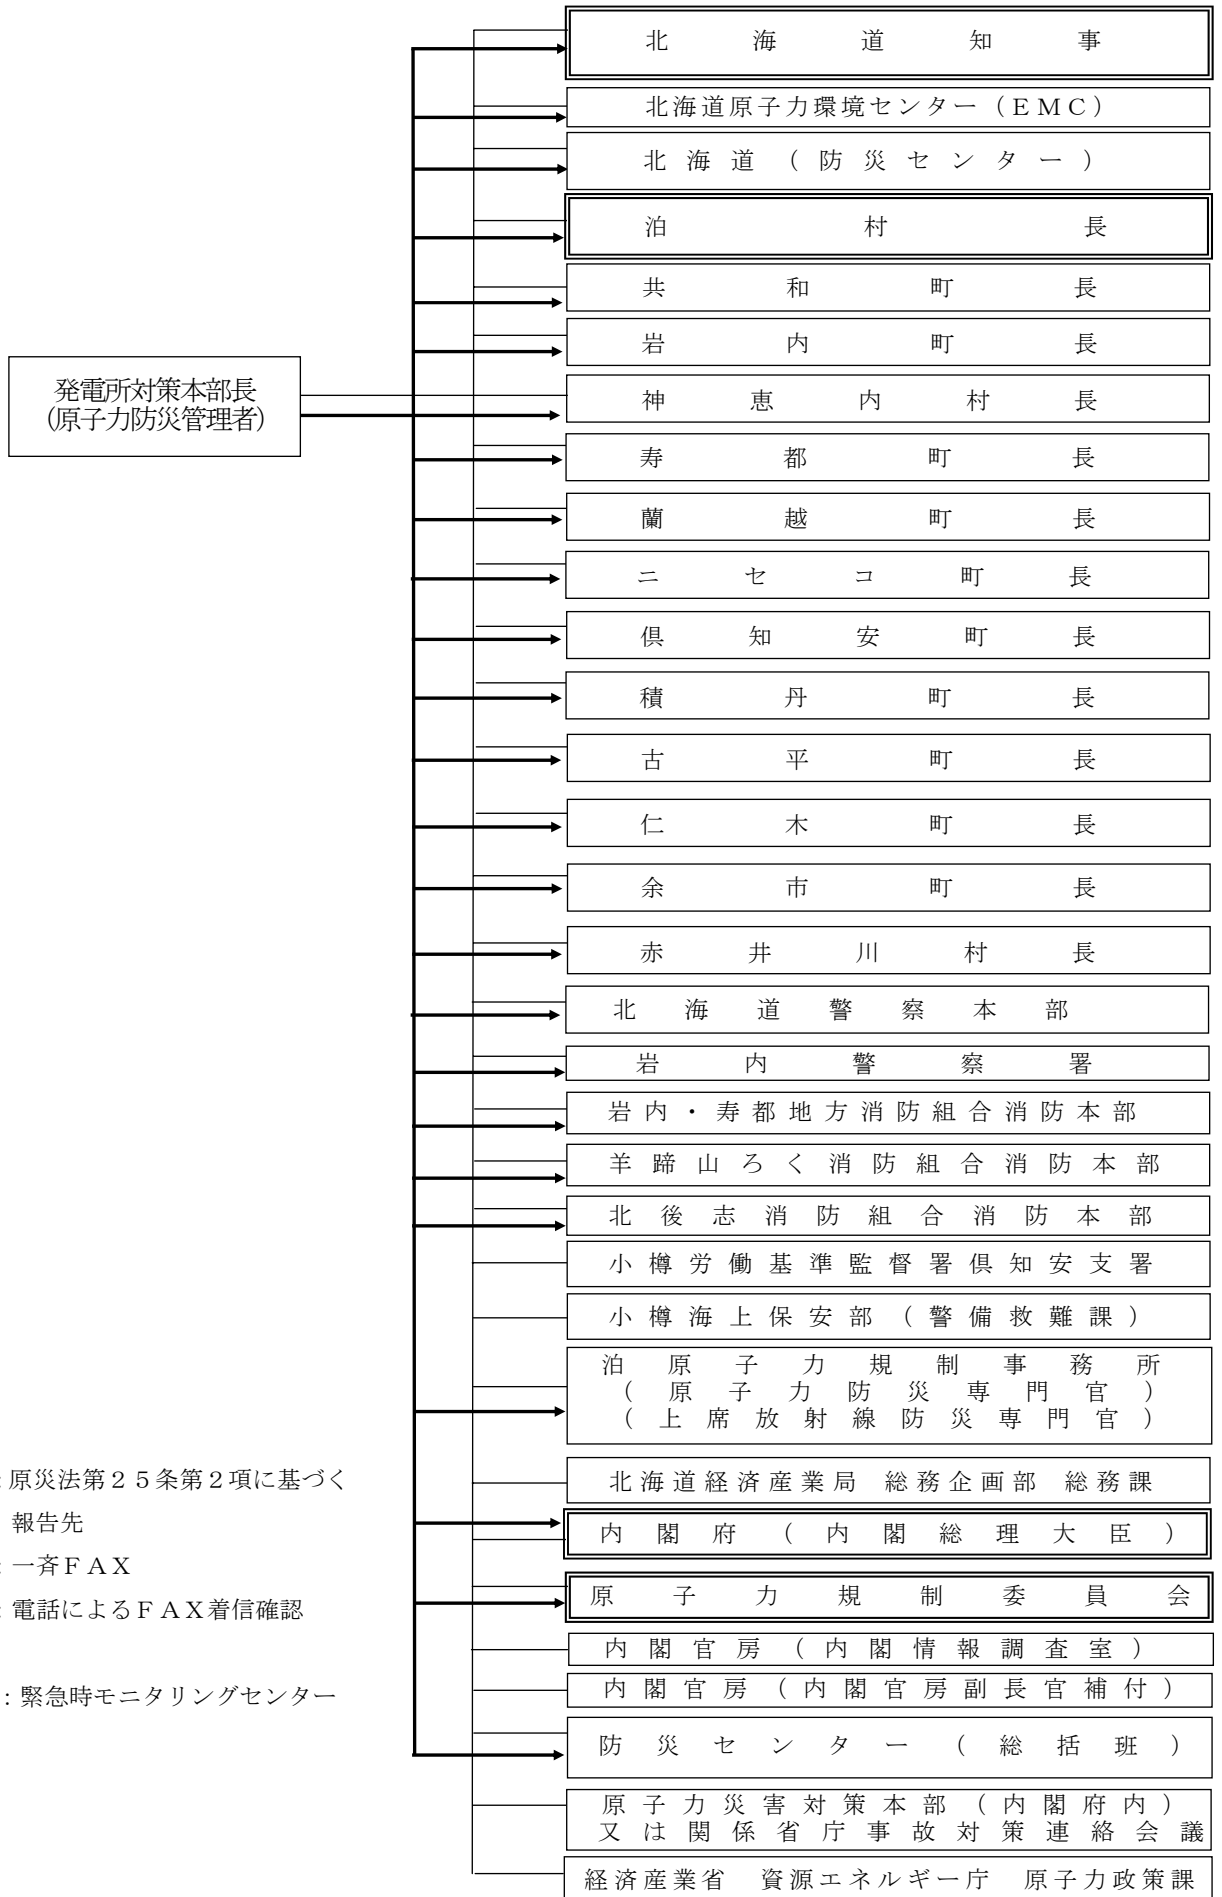 北海道知事
北海道原子力環境センター（ＥＭＣ）
北海道（防災センター）
泊村長
共和町長
岩内町長
発電所対策本部長
(原子力防災管理者)
神恵内村長
寿都町長
蘭越町長
ニセコ町長
倶知安町長
積丹町長
古平町長
仁木町長
余市町長
赤井川村長
北海道警察本部
岩内警察署
岩内・寿都地方消防組合消防本部
羊蹄山ろく消防組合消防本部
北後志消防組合消防本部
小樽労働基準監督署倶知安支署
小樽海上保安部（警備救難課）
泊原子力規制事務所
（原子力防災専門官）
（上席放射線防災専門官）
北海道経済産業局　総務企画部　総務課
内閣府（内閣総理大臣）
原子力規制委員会
内閣官房（内閣情報調査室）
内閣官房（内閣官房副長官補付）
防災センター（総括班）
原子力災害対策本部（内閣府内）
又は関係省庁事故対策連絡会議
経済産業省　資源エネルギー庁　原子力政策課
：原災法第２５条第２項に基づく
報告先
：一斉ＦＡＸ
：電話によるＦＡＸ着信確認
：緊急時モニタリングセンター